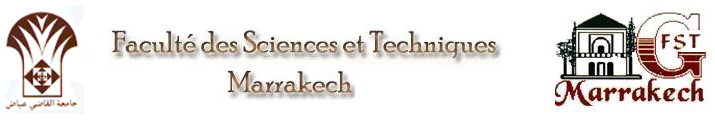 جامعة القاضي عياض
Faculté des Sciences et Techniques
Marrakech
G
FST
Marrakech